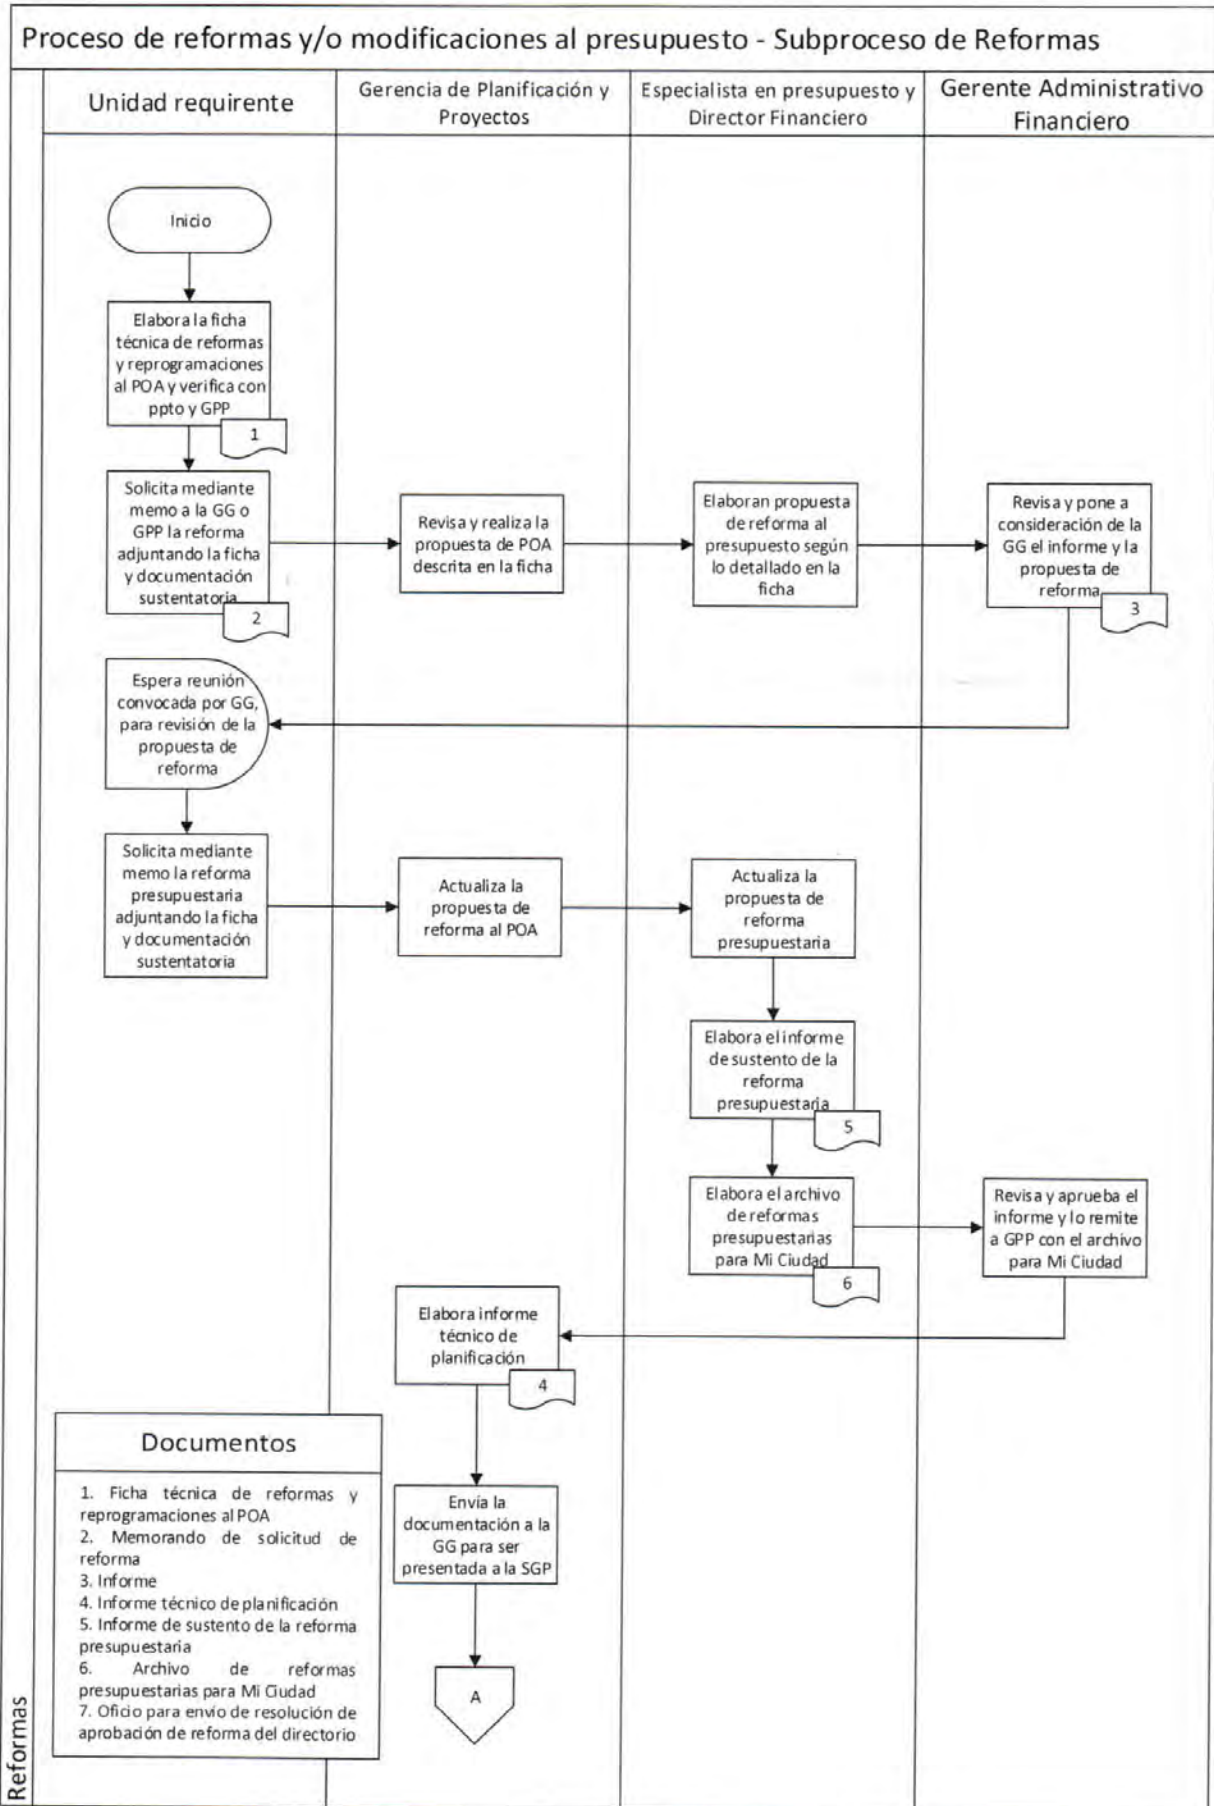 Proceso de reformas y/o modificaciones al presupuesto - Subproceso de Reformas
Reformas
Unidad requirente
Gerencia de Planificación y
Proyectos
Especialista en presupuesto y
Director Financiero
Gerente Administrativo
Financiero
Inicio
Elabora la ficha
técnica de reformas
y reprogramaciones
al POA y verifica con
ppto y GPP
1
Solicita mediante
memo a la GG o
GPP la reforma
adjuntando la ficha
y documentación
sustentatoria
2
Revisa y realiza la
propuesta de POA
descrita en la ficha
Elaboran propuesta
de reforma al
presupuesto según
lo detallado en la
ficha
Revisa y pone a
consideración de la
GG el informe y la
propuesta de
reforma
3
Espera reunión
convocada por GG,
para revisión de la
propuesta de
reforma
Solicita mediante
memo la reforma
presupuestaria
adjuntando la ficha
y documentación
sustentatoria
Actualiza la
propuesta de
reforma al POA
Actualiza la
propuesta de
reforma
presupuestaria
Elabora el informe
de sustento de la
reforma
presupuestaria
5
Elabora el archivo
de reformas
presupuestarias
para Mi Ciudad
6
Revisa y aprueba el
informe y lo remite
a GPP con el archivo
para Mi Ciudad
Elabora informe
técnico de
planificación
4
Envía la
documentación a la
GG para ser
presentada a la SGP
A
Documentos
1. Ficha técnica de reformas y
reprogramaciones al POA
2. Memorando de solicitud de
reforma
3. Informe
4. Informe técnico de planificación
5. Informe de sustento de la reforma
presupuestaria
6. Archivo de reformas
presupuestarias para Mi Ciudad
7. Oficio para envío de resolución de
aprobación de reforma del directorio